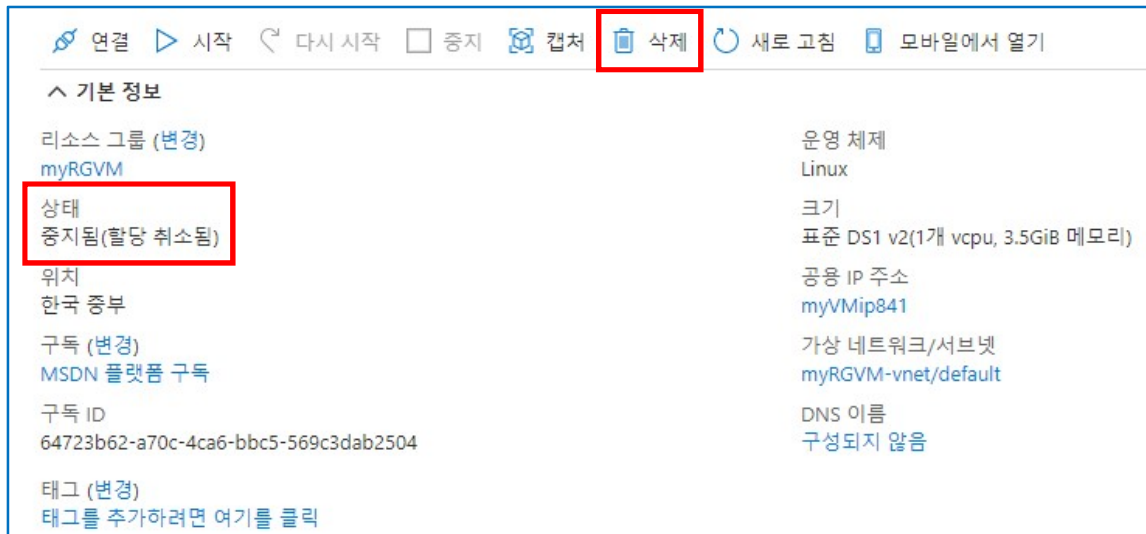 연결 시작 다시 시작 중지 캡처 삭제 새로 고침 모바일에서 열기
기본 정보
리소스 그룹 (변경)
myRGVM
상태
중지됨(할당 취소됨)
위치
한국 중부
구독 (변경)
MSDN 플랫폼 구독
구독 ID
64723b62-a70c-4ca6-bbc5-569c3dab2504
태그 (변경)
태그를 추가하려면 여기를 클릭
운영 체제
Linux
크기
표준 DS1 v2(1개 vcpu, 3.5GiB 메모리)
공용 IP 주소
myVMip841
가상 네트워크/서브넷
myRGVM-vnet/default
DNS 이름
구성되지 않음